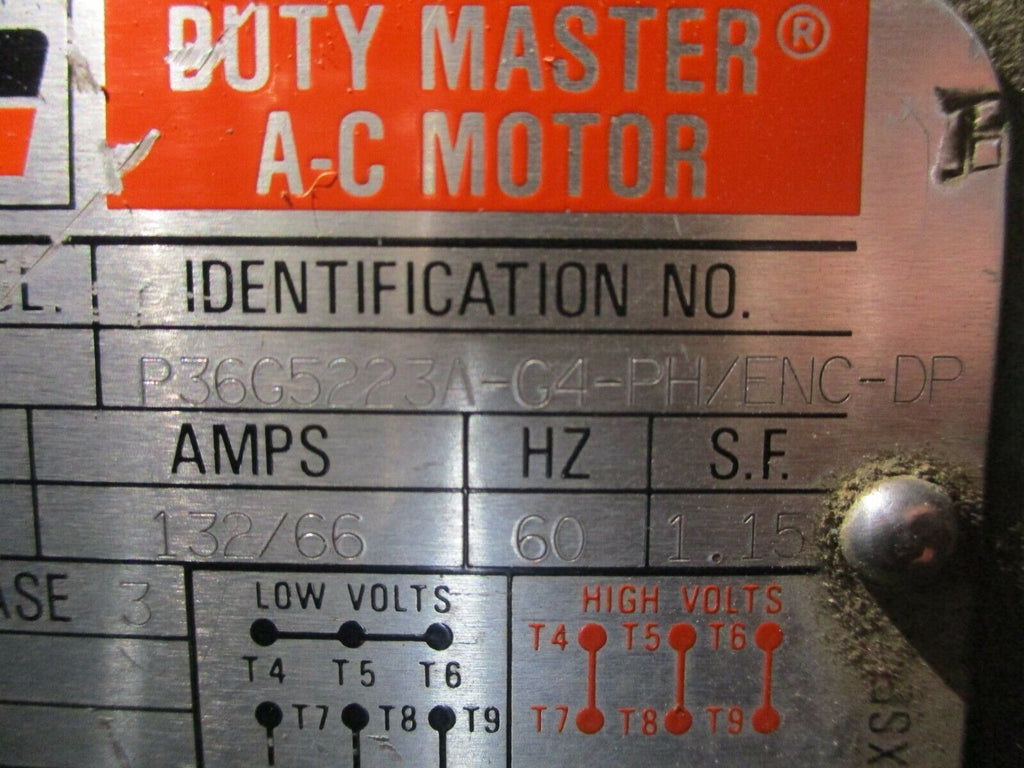 DUTY MASTER®
A-C MOTOR
IDENTIFICATION NO.
P36G5223A-G4-PH/ENC-DP
AMPS HZ S.F.
132/66 60 1.15
3
LOW VOLTS HIGH VOLTS
T4 T5 T6
T4 T5 T6
T7 T8 T9
T7 T8 T9